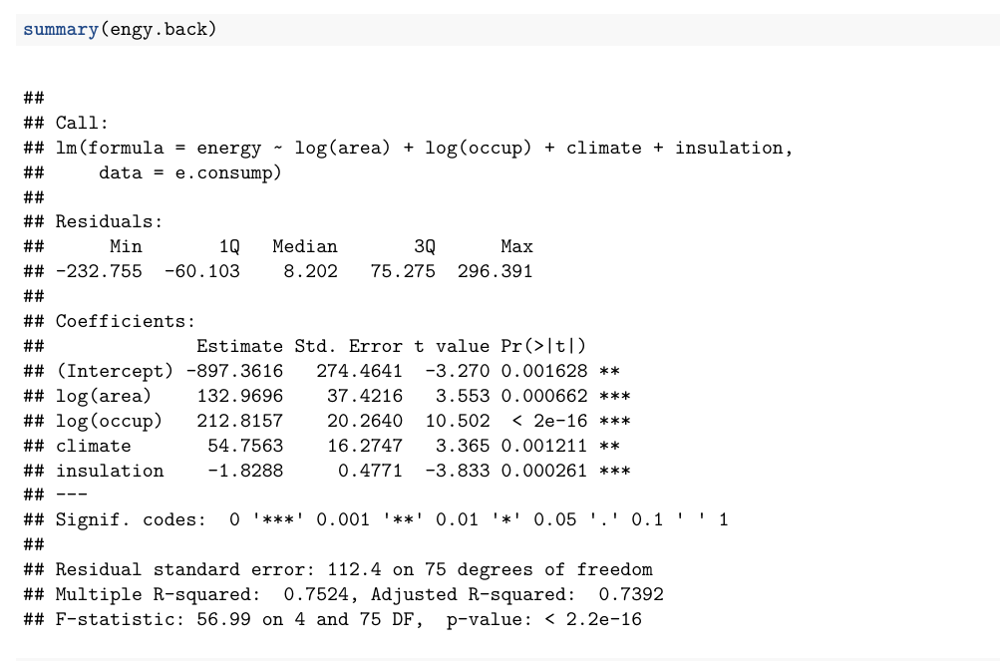 summary(engy.back)
##
## Call:
## lm(formula = energy ~ log(area) + log(occup) + climate + insulation,
##     data = e.consump)
##
## Residuals:
##      Min       1Q   Median       3Q      Max
## -232.755  -60.103    8.202   75.275  296.391
##
## Coefficients:
##              Estimate Std. Error t value Pr(>|t|)
## (Intercept) -897.3616   274.4641  -3.270 0.001628 **
## log(area)    132.9696    37.4216   3.553 0.000662 ***
## log(occup)   212.8157    20.2640  10.502  < 2e-16 ***
## climate       54.7563    16.2747   3.365 0.001211 **
## insulation    -1.8288     0.4771  -3.833 0.000261 ***
## ---
## Signif. codes:  0 '***' 0.001 '**' 0.01 '*' 0.05 '.' 0.1 ' ' 1
##
## Residual standard error: 112.4 on 75 degrees of freedom
## Multiple R-squared:  0.7524, Adjusted R-squared:  0.7392
## F-statistic: 56.99 on 4 and 75 DF,  p-value: < 2.2e-16